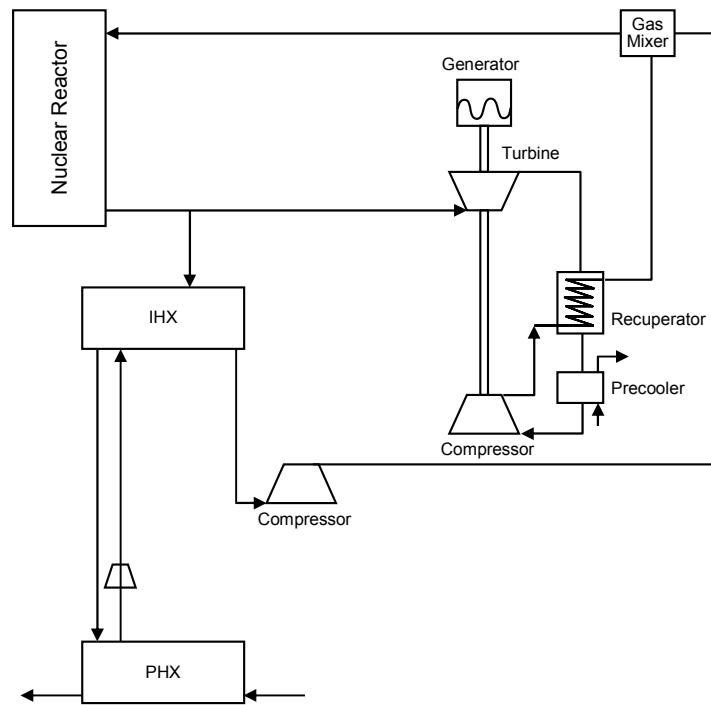 Nuclear Reactor
Gas
Mixer
Generator
Turbine
IHX
Recuperator
Precooler
Compressor
Compressor
PHX